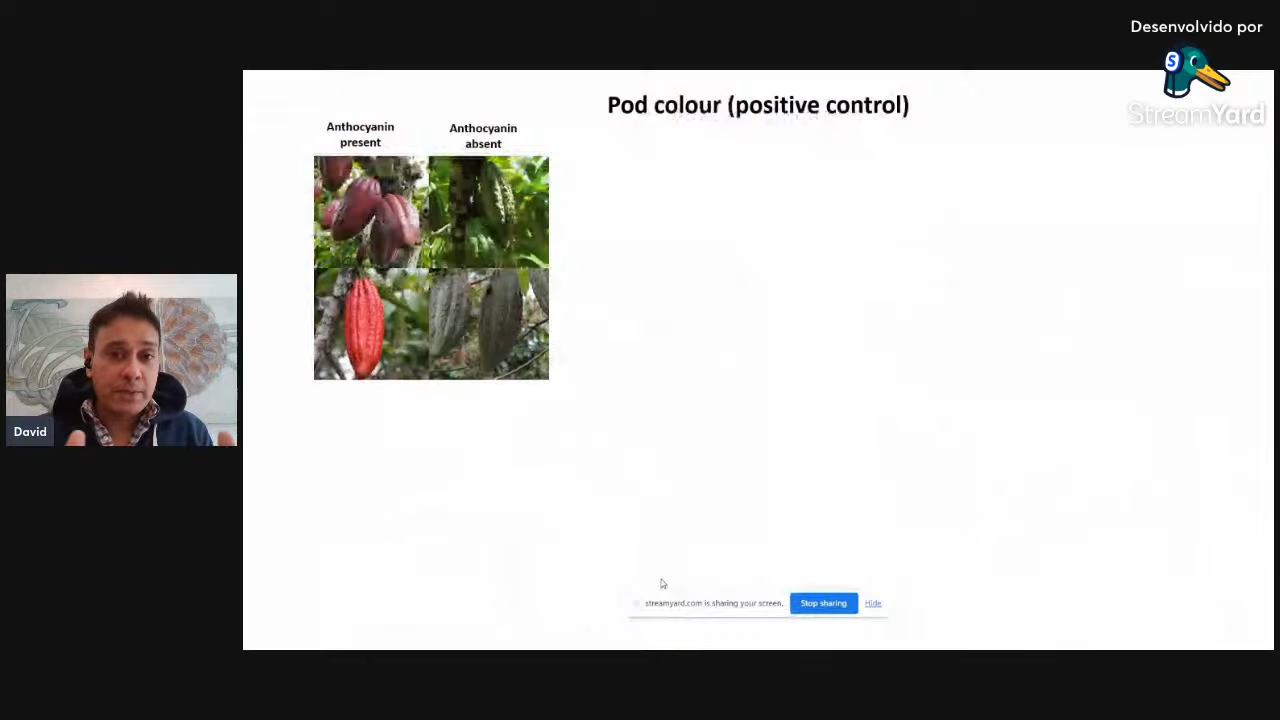 Desenvolvido por
S
StreamYard
Pod colour (positive control)
Anthocyanin
present
Anthocyanin
absent
David
streamyard.com is sharing your screen.
Stop sharing
Hide